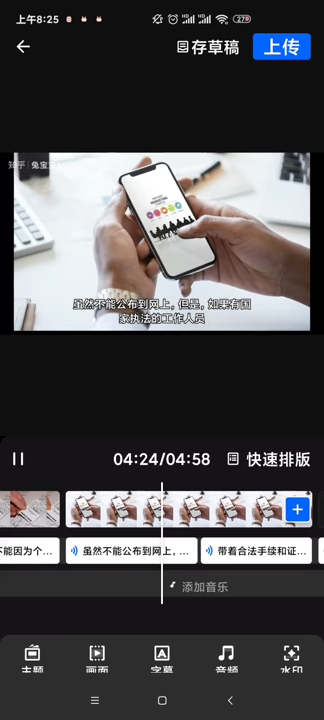 上午8:25
27
存草稿
上传
知乎
兔宝
虽然不能公布到网上，但是，如果有国
家执法的工作人员
04:24/04:58
快速排版
不能因为个...
虽然不能公布到网上，...
带着合法手续和证...
添加音乐
主题
画面
字幕
音频
水印